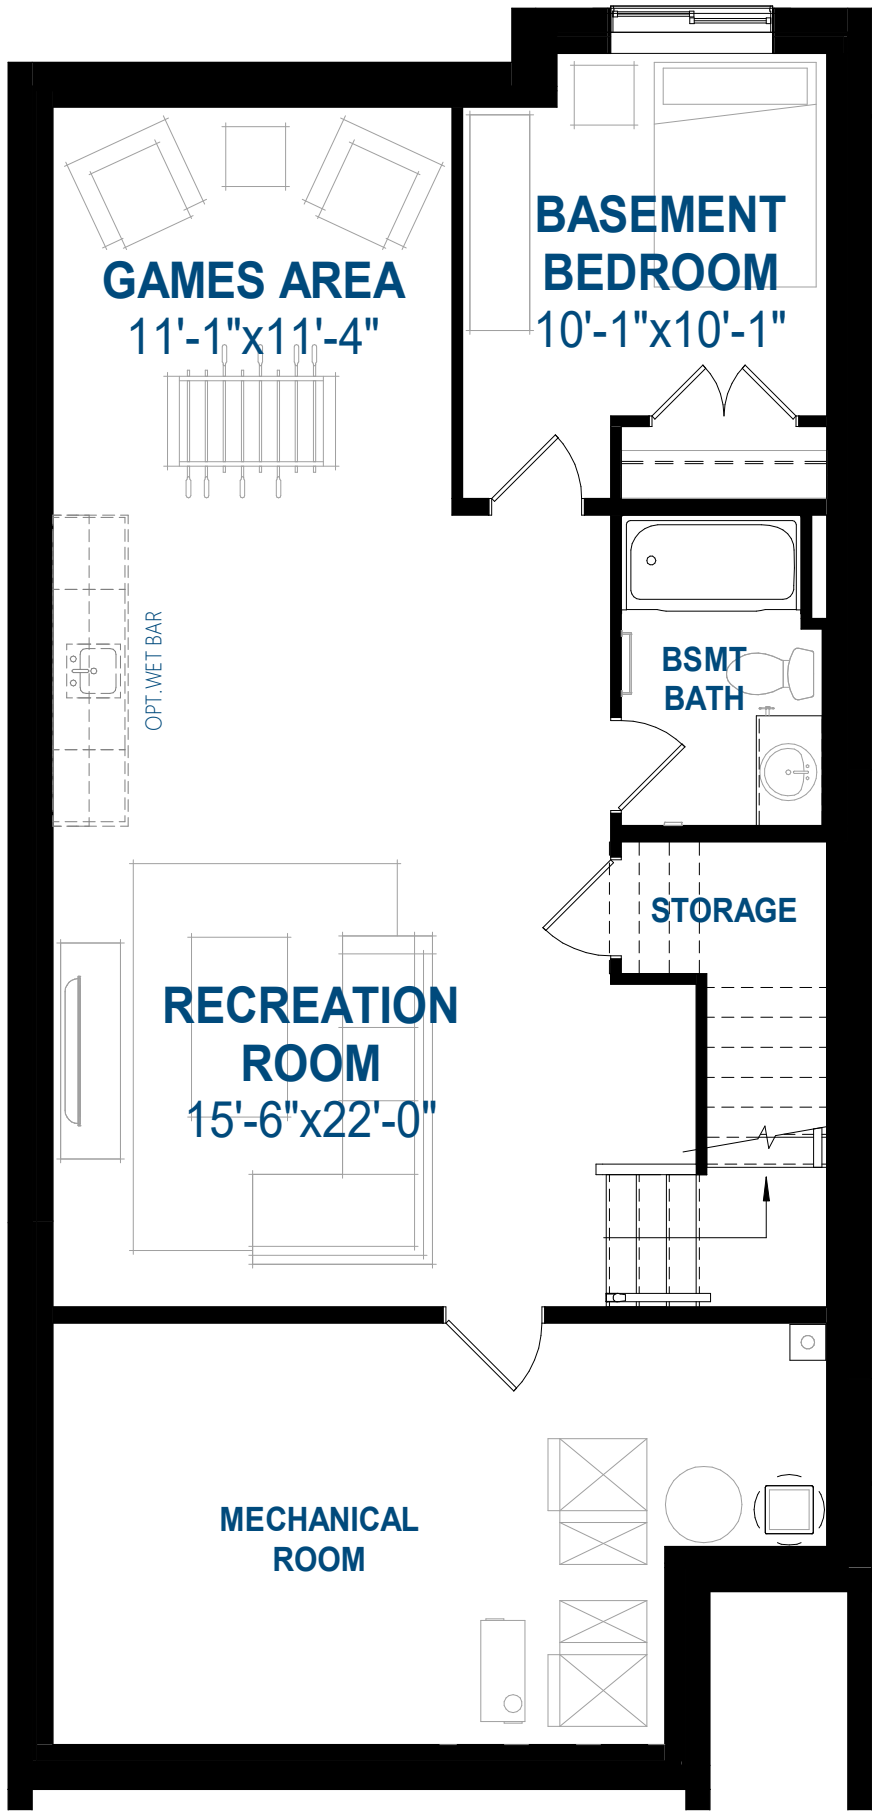 BASEMENT
BEDROOM
10'-1"x10'-1"
GAMES AREA
11'-1"x11'-4"
OPT. WET BAR
BSMT
BATH
STORAGE
RECREATION
ROOM
15'-6"x22'-0"
MECHANICAL
ROOM